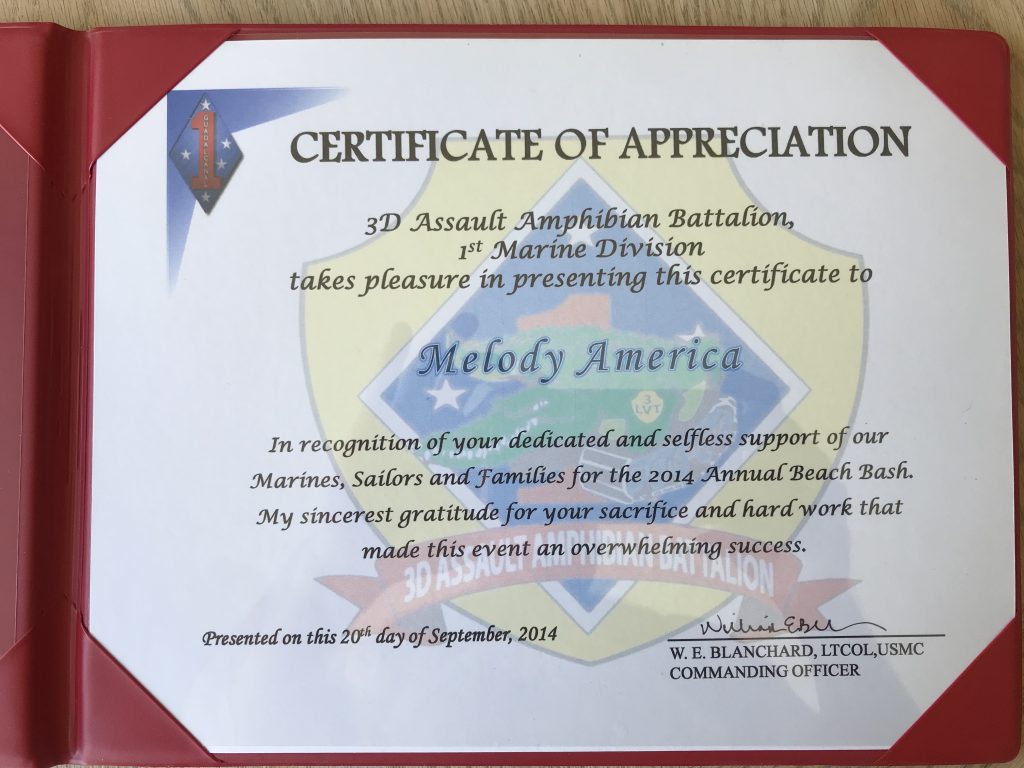 1
GUADALCANAL
CERTIFICATE OF APPRECIATION
3D Assault Amphibian Battalion,
1st Marine Division
takes pleasure in presenting this certificate to
Melody America
3
LVT
In recognition of your dedicated and selfless support of our
Marines, Sailors and Families for the 2014 Annual Beach Bash.
My sincerest gratitude for your sacrifice and hard work that
made this event an overwhelming success.
3D ASSAULT AMPHIBIAN BATTALION
Presented on this 20th day of September, 2014
W. E. BLANCHARD, LTCOL,USMC
COMMANDING OFFICER